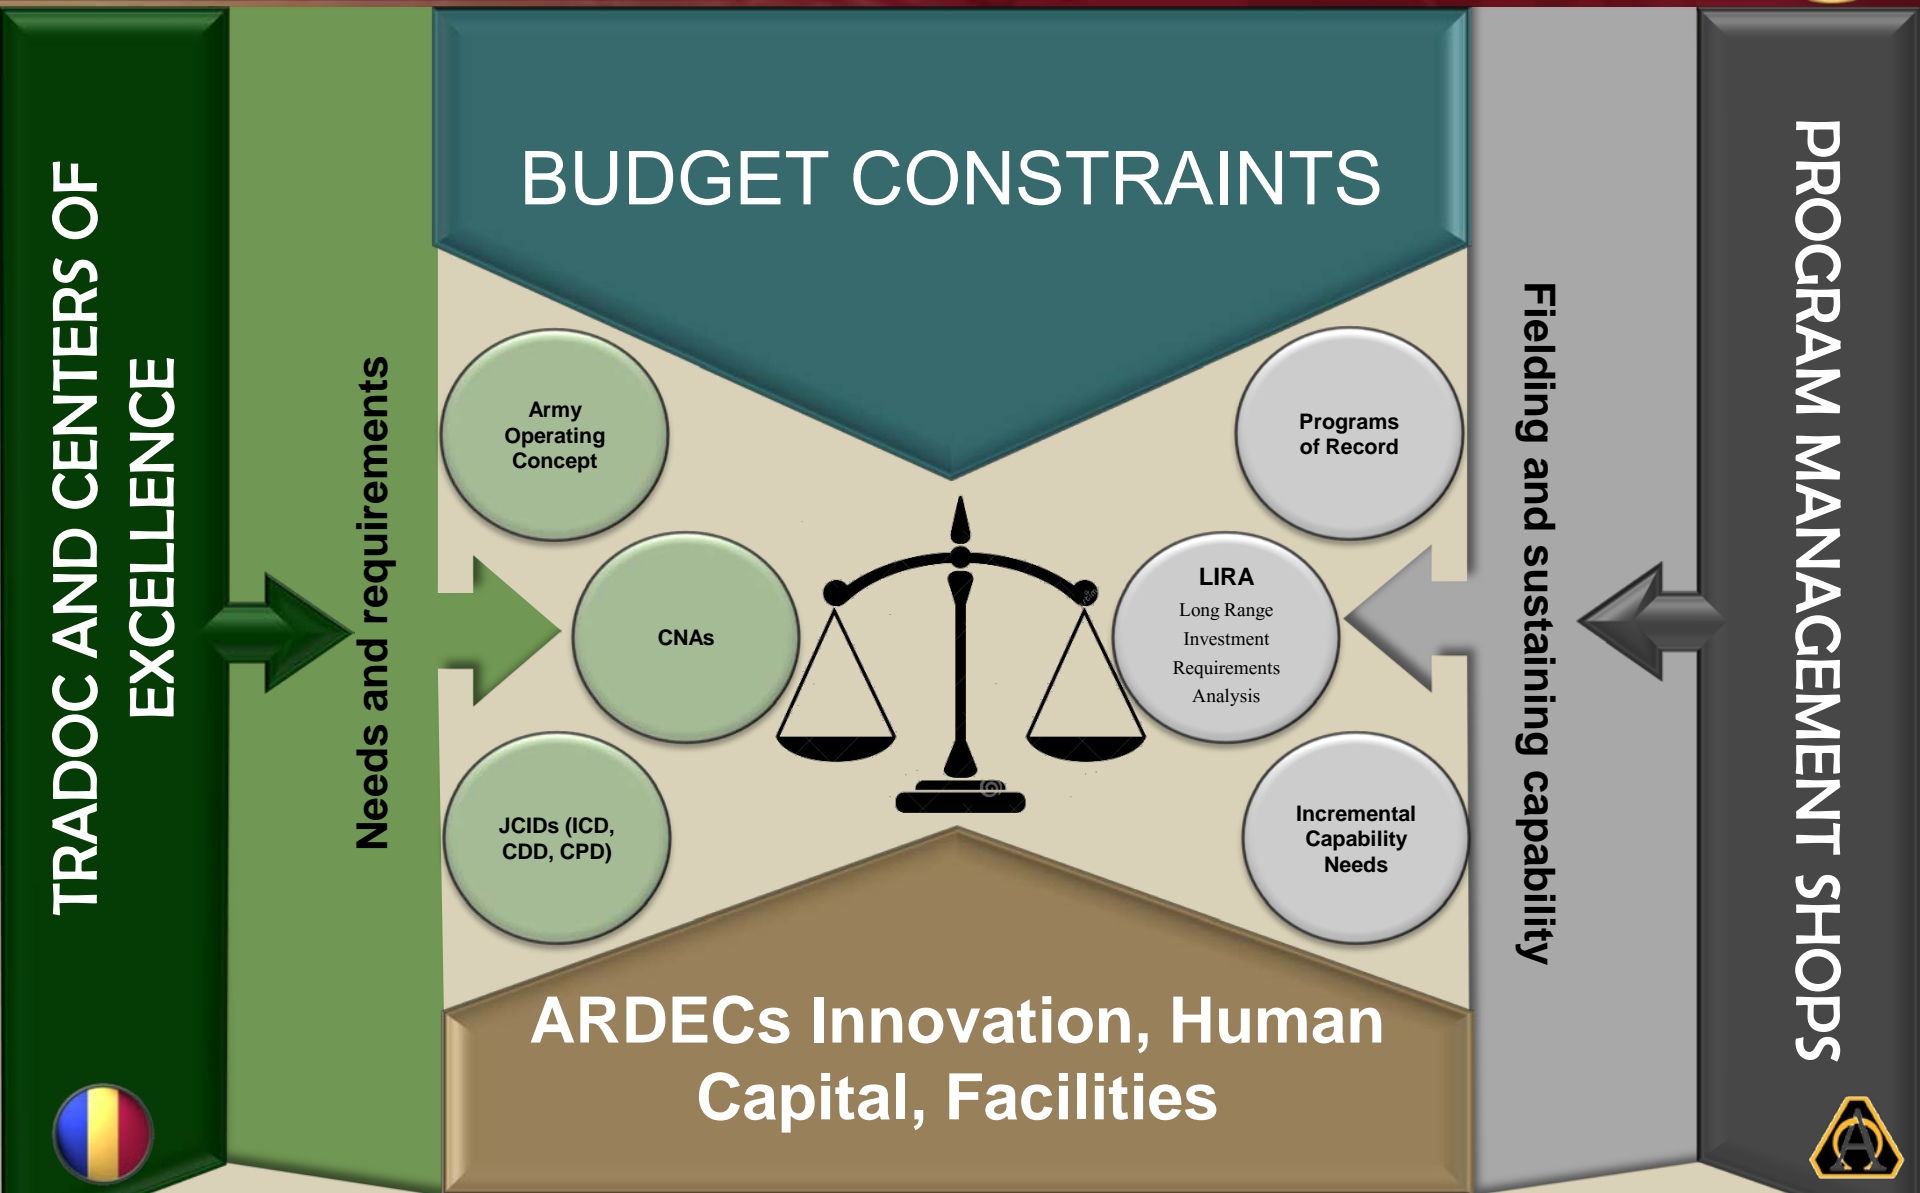 TRADOC AND CENTERS OF
EXCELLENCE
Needs and requirements
BUDGET CONSTRAINTS
Army
Operating
Concept
CNAs
JCIDs (ICD,
CDD, CPD)
Programs
of Record
LIRA
Long Range
Investment
Requirements
Analysis
Incremental
Capability
Needs
ARDECs Innovation, Human
Capital, Facilities
Fielding and sustaining capability
PROGRAM MANAGEMENT SHOPS